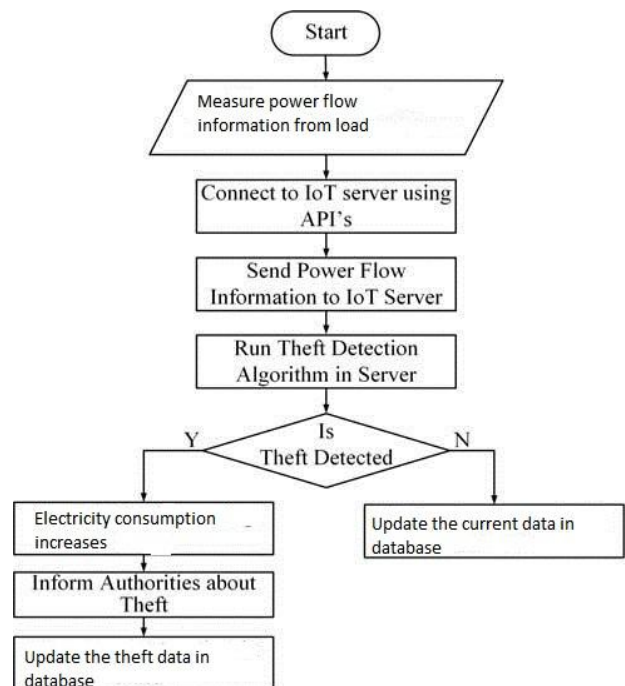 Start
Measure power flow
information from load
Connect to IoT server using
API's
Send Power Flow
Information to IoT Server
Run Theft Detection
Algorithm in Server
Is
Theft Detected
Y
N
Electricity consumption
increases
Update the current data in
database
Inform Authorities about
Theft
Update the theft data in
database